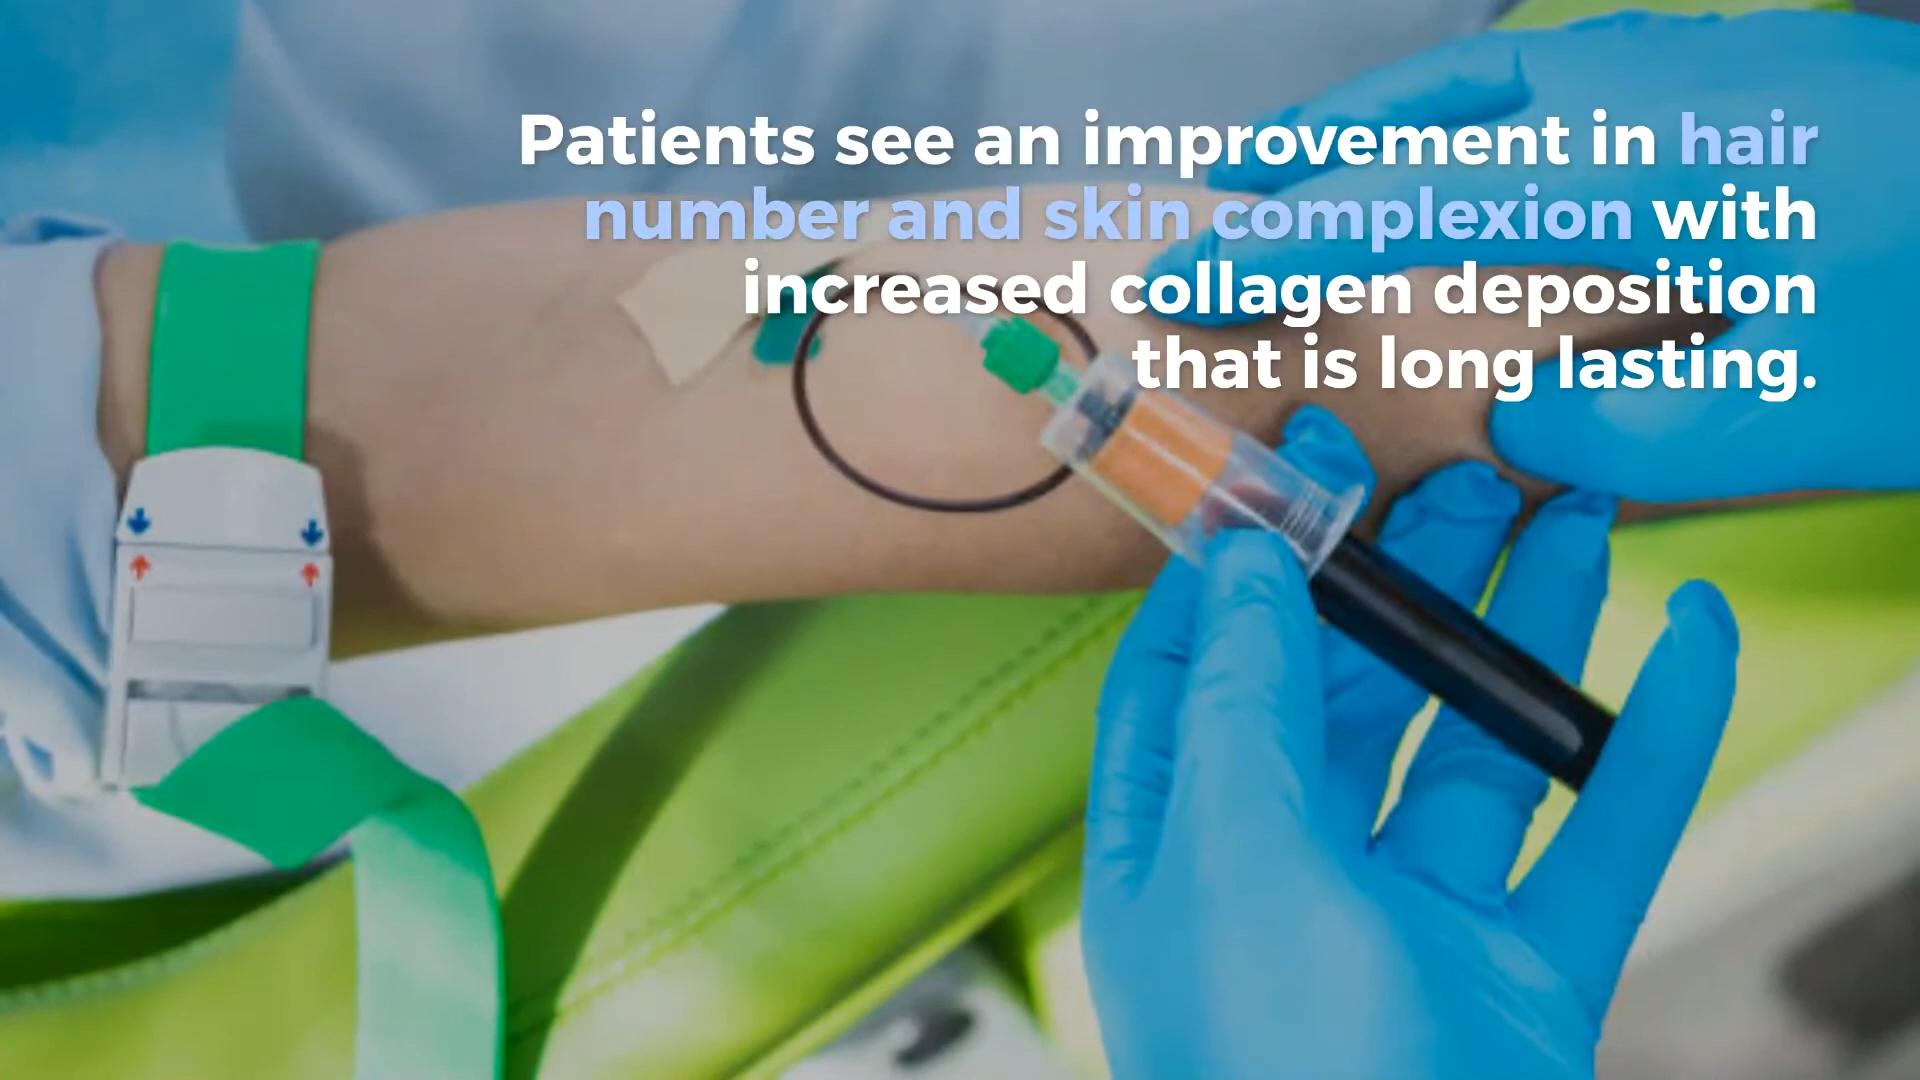 Patients see an improvement in hair
number and skin complexion with
increased collagen deposition
that is long lasting.